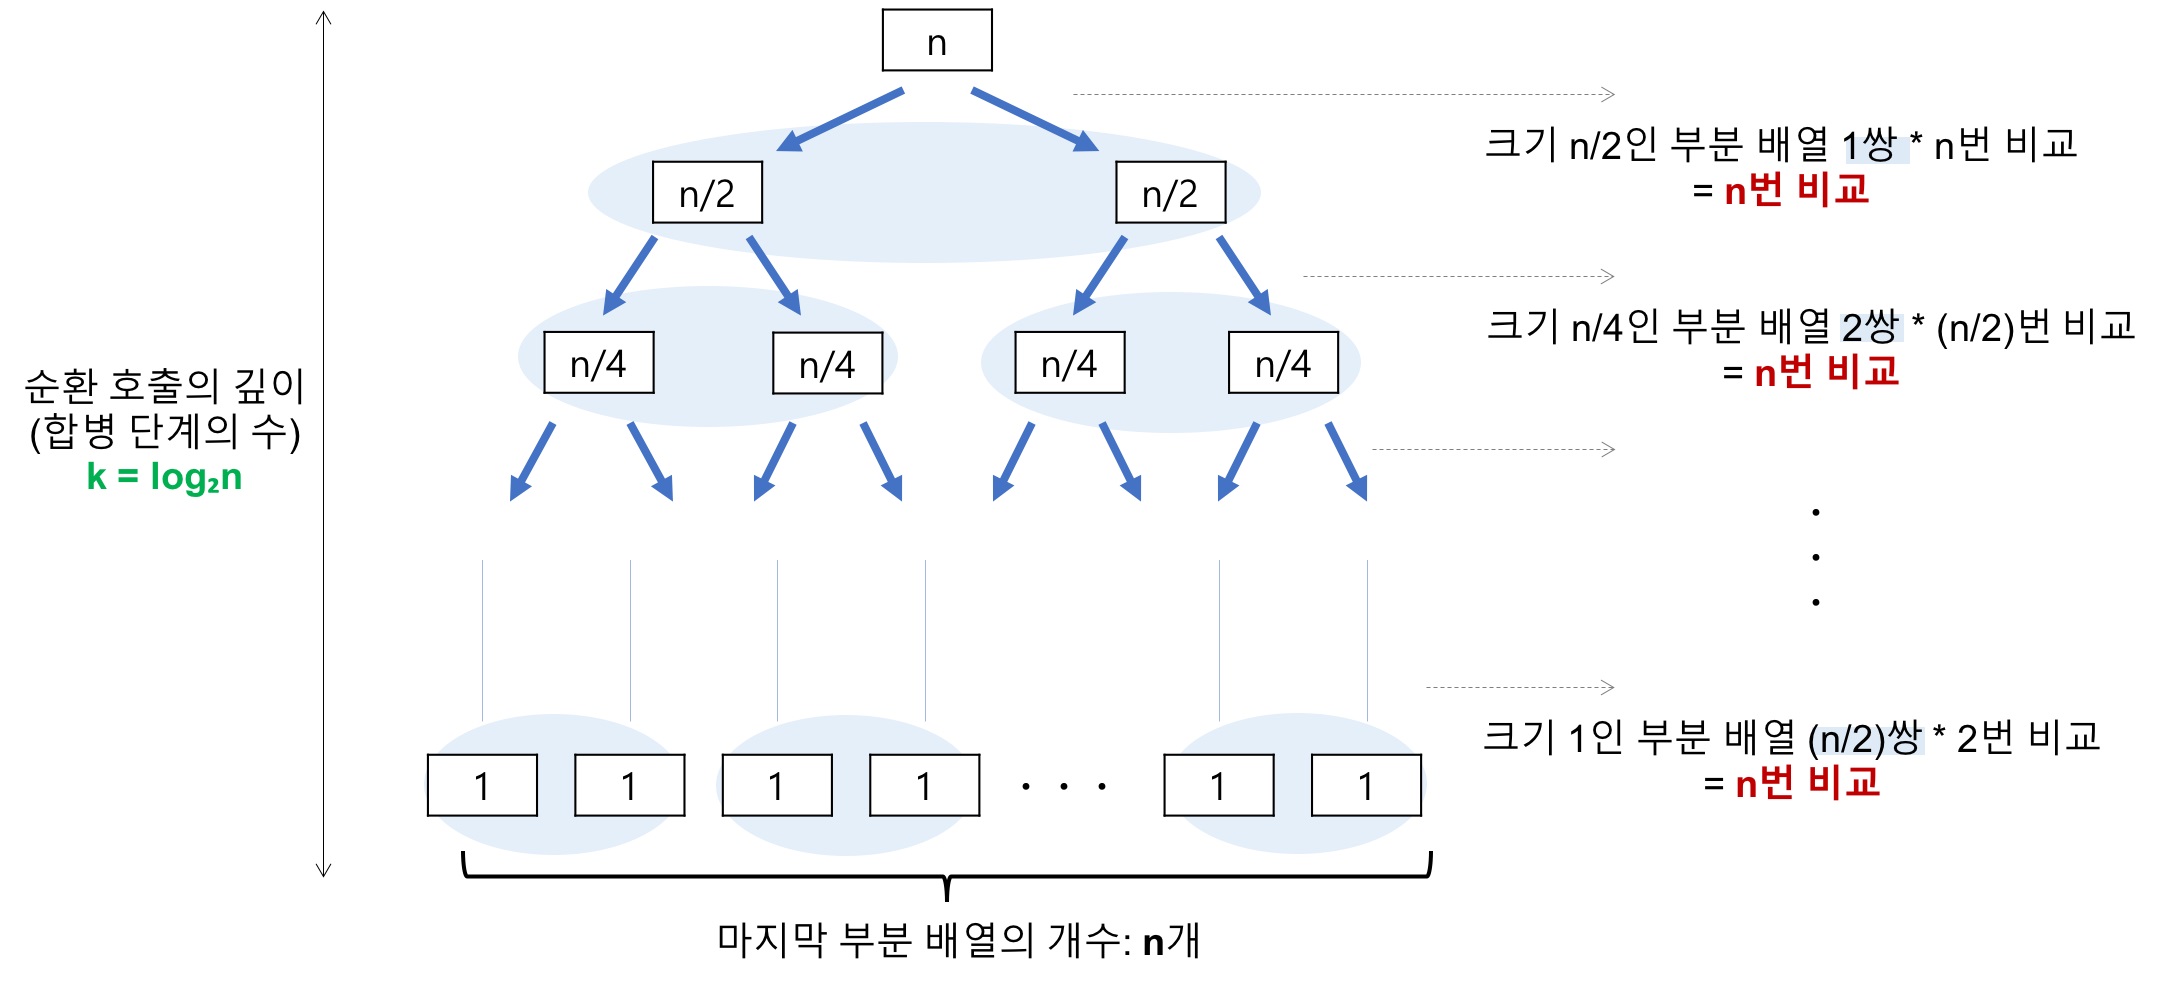 n
크기 n/2인 부분 배열 1쌍 * n번 비교
= n번 비교
n/2 n/2
크기 n/4인 부분 배열 2쌍 * (n/2)번 비교
= n번 비교
n/4 n/4 n/4 n/4
순환 호출의 깊이
(합병 단계의 수)
k = log₂n
·
·
·
크기 1인 부분 배열 (n/2)쌍 * 2번 비교
= n번 비교
1 1 1 1 · · · 1 1
마지막 부분 배열의 개수: n개